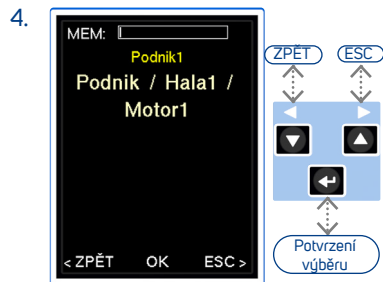 4.
MEM:
Podnik1
Podnik / Hala1 /
Motor1
< ZPĚT OK ESC >
ZPĚT ESC
Potvrzení
výběru